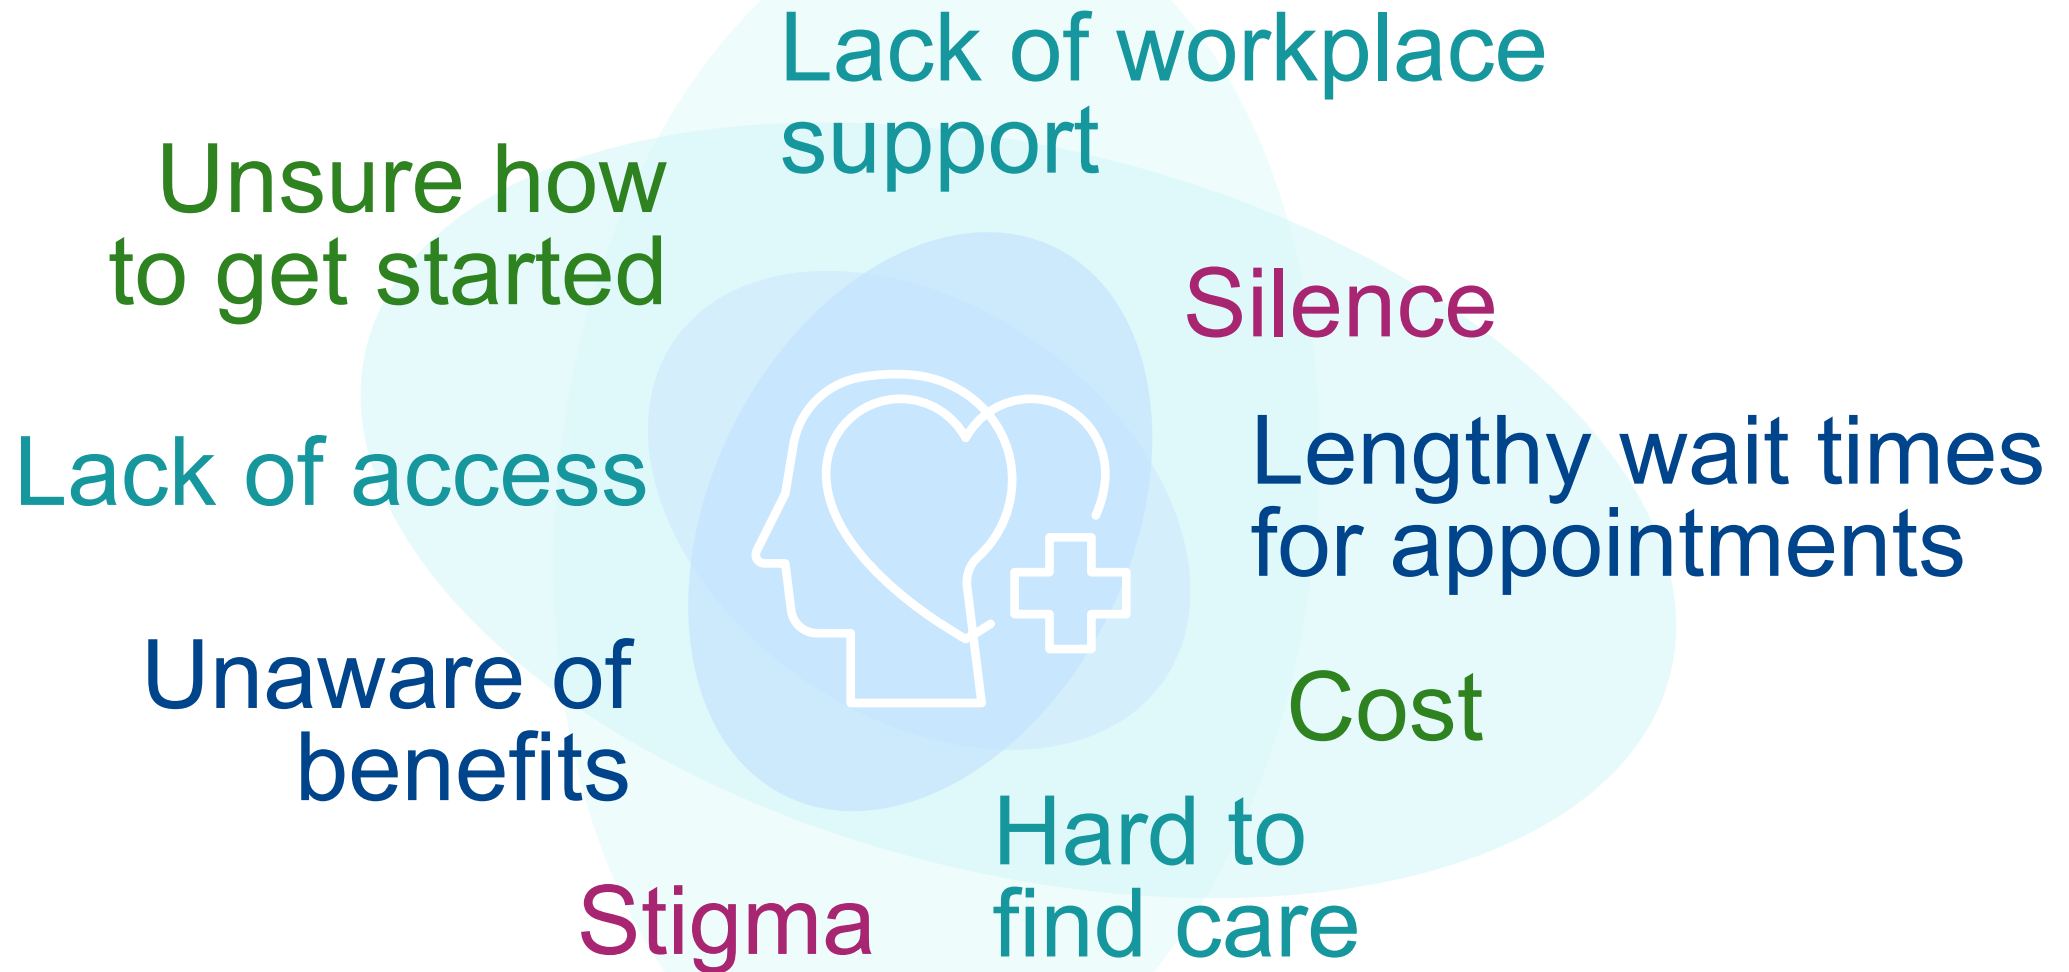 Lack of workplace
support
Unsure how
to get started
Silence
Lack of access
Lengthy wait times
for appointments
Unaware of
benefits
Cost
Hard to
find care
Stigma